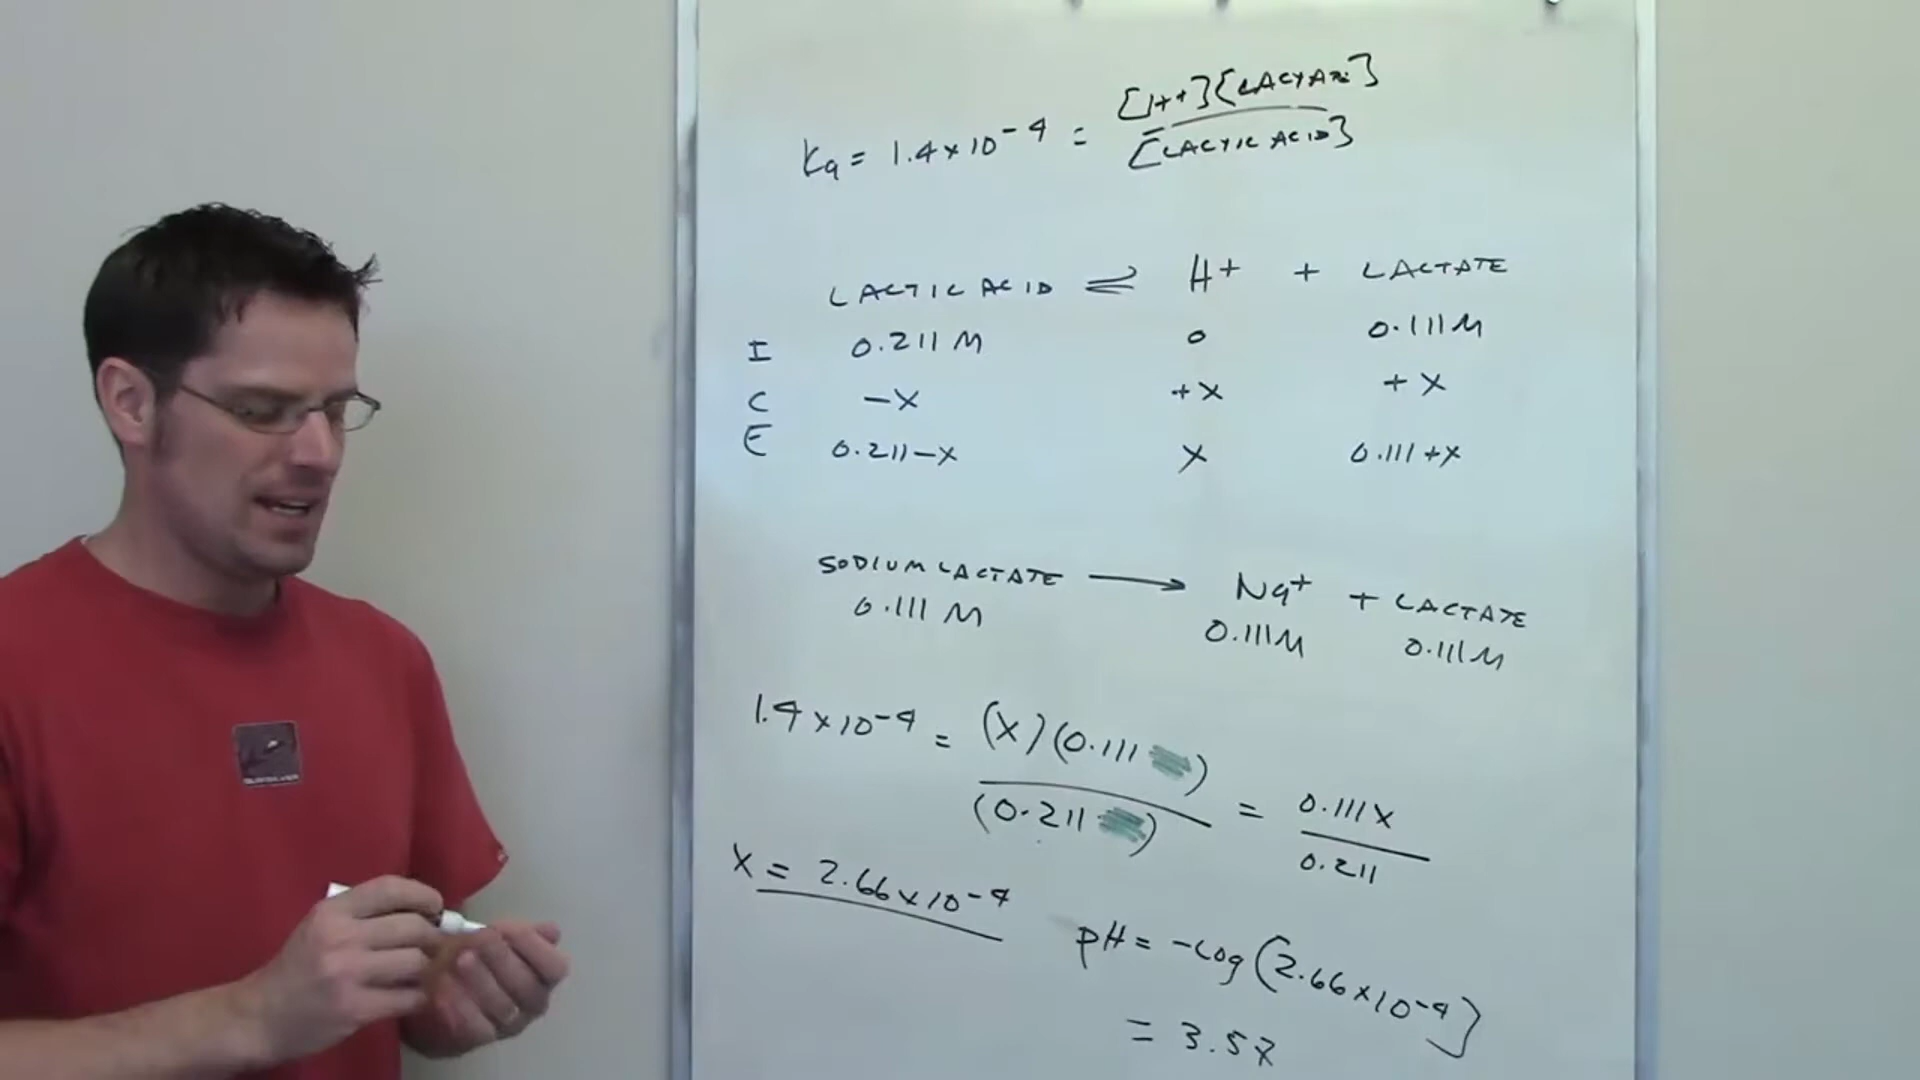 Ka = 1.4 x 10^-4 = [H+][LACTATE] / [LACTIC ACID]
LACTIC ACID ⇌ H+ + LACTATE
I 0.211 M 0 0.111 M
C -X +X +X
E 0.211-X X 0.111+X
SODIUM LACTATE → Na+ + LACTATE
0.111 M 0.111 M 0.111 M
1.4 x 10^-4 = (X)(0.111) / (0.211) = 0.111X / 0.211
X = 2.66 x 10^-4
pH = -LOG(2.66 x 10^-4)
= 3.57
QUIKSILVER